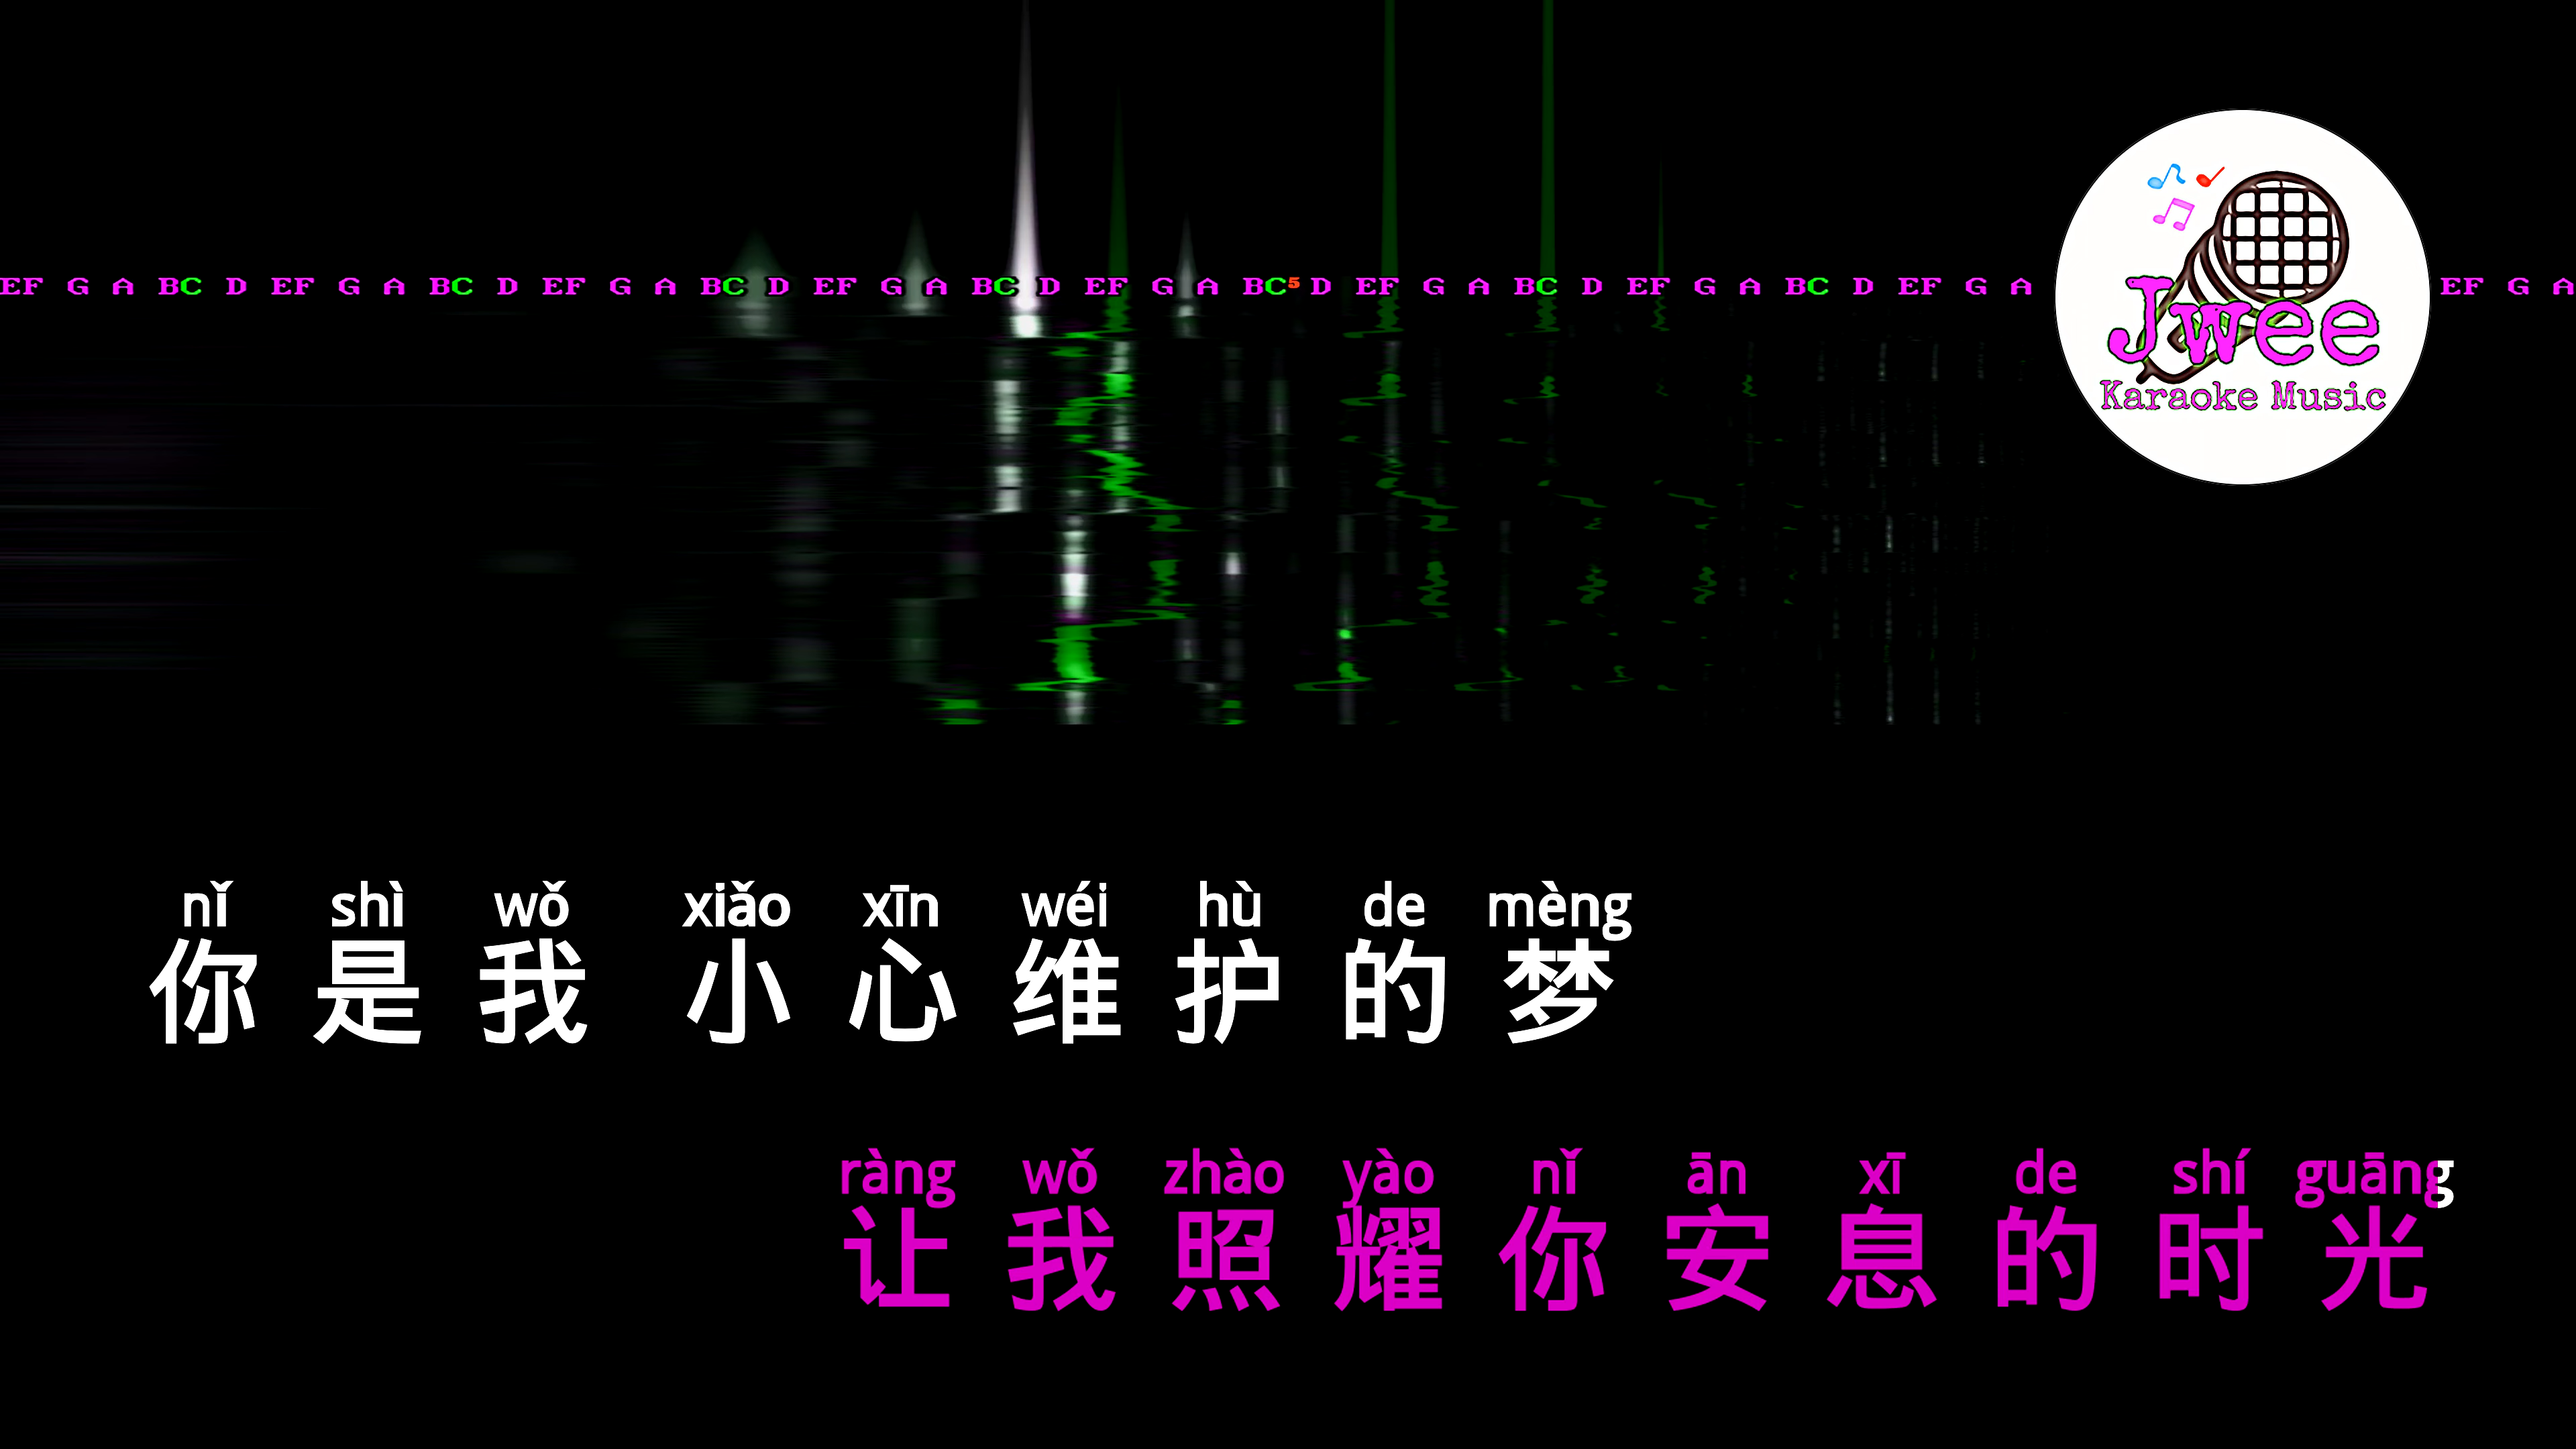 EF G A BC D EF G A BC D EF G A BC D EF G A BC D EF G A BC5 D EF G A BC D EF G A BC D EF G A EF G A
Jwee
Karaoke Music
nǐ shì wǒ xiǎo xīn wéi hù de mèng
你 是 我 小 心 维 护 的 梦
ràng wǒ zhào yào nǐ ān xī de shí guāng
让 我 照 耀 你 安 息 的 时 光